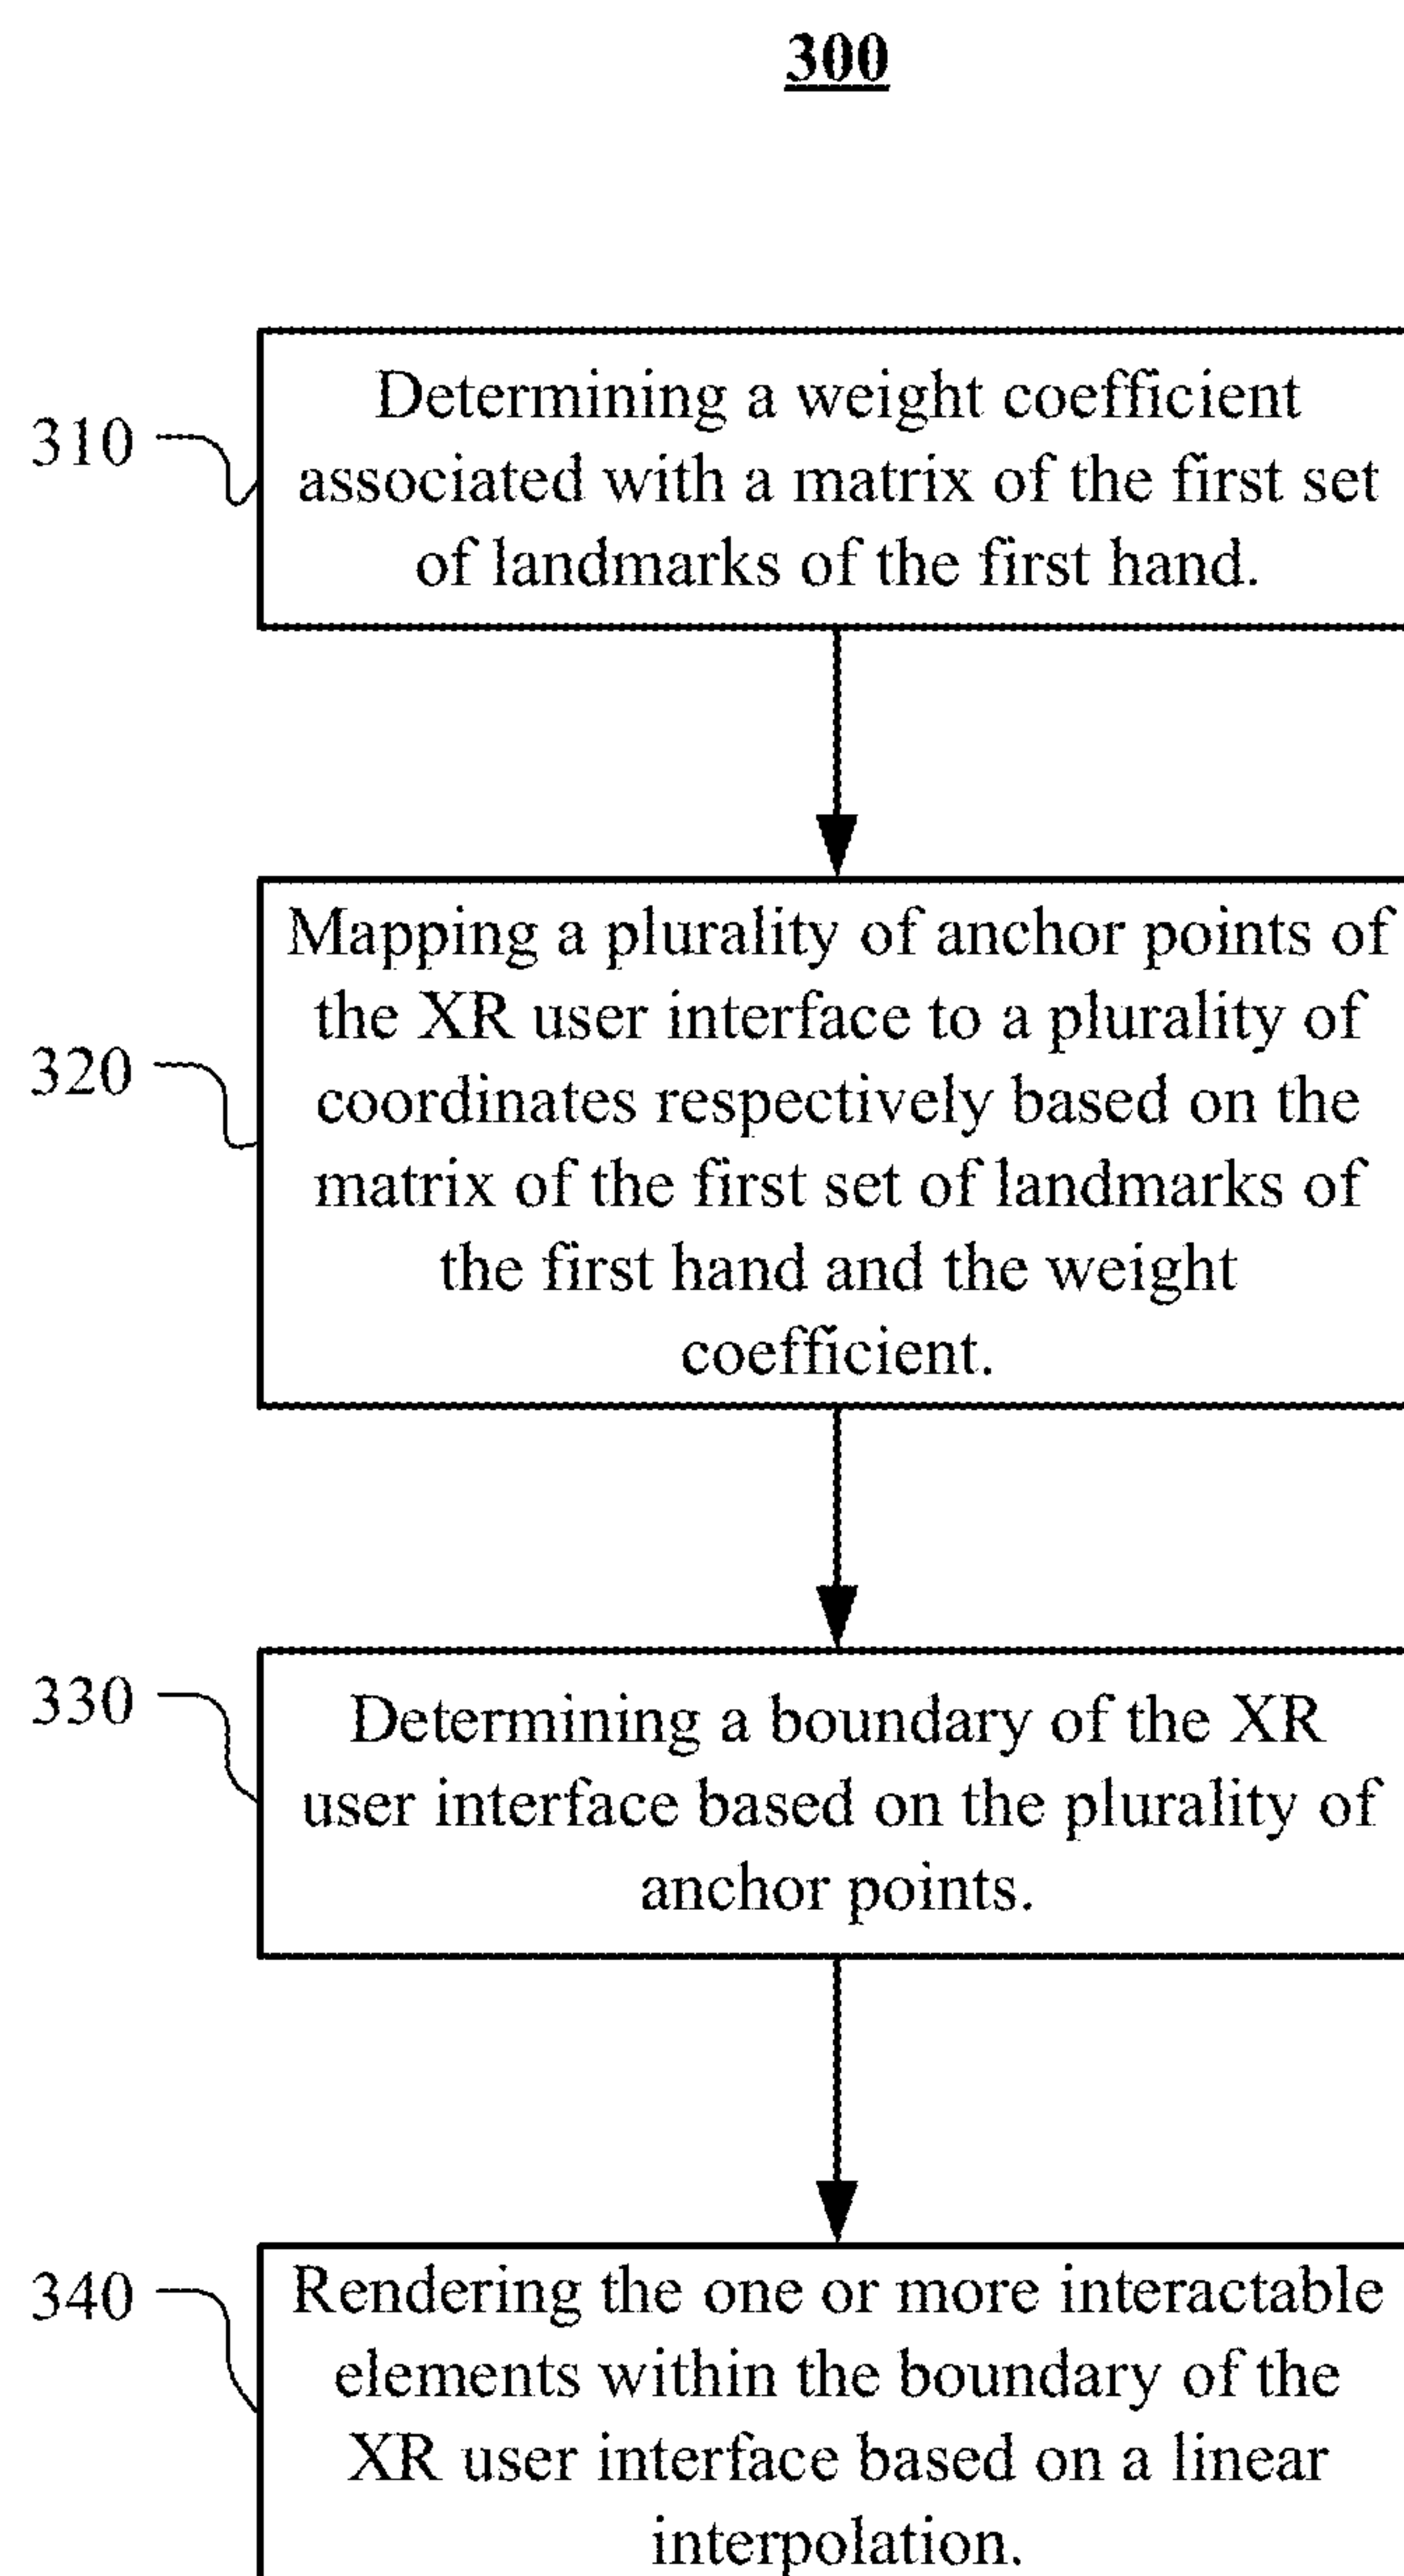 300
310
Determining a weight coefficient
associated with a matrix of the first set
of landmarks of the first hand.
320
Mapping a plurality of anchor points of
the XR user interface to a plurality of
coordinates respectively based on the
matrix of the first set of landmarks of
the first hand and the weight
coefficient.
330
Determining a boundary of the XR
user interface based on the plurality of
anchor points.
340
Rendering the one or more interactable
elements within the boundary of the
XR user interface based on a linear
interpolation.